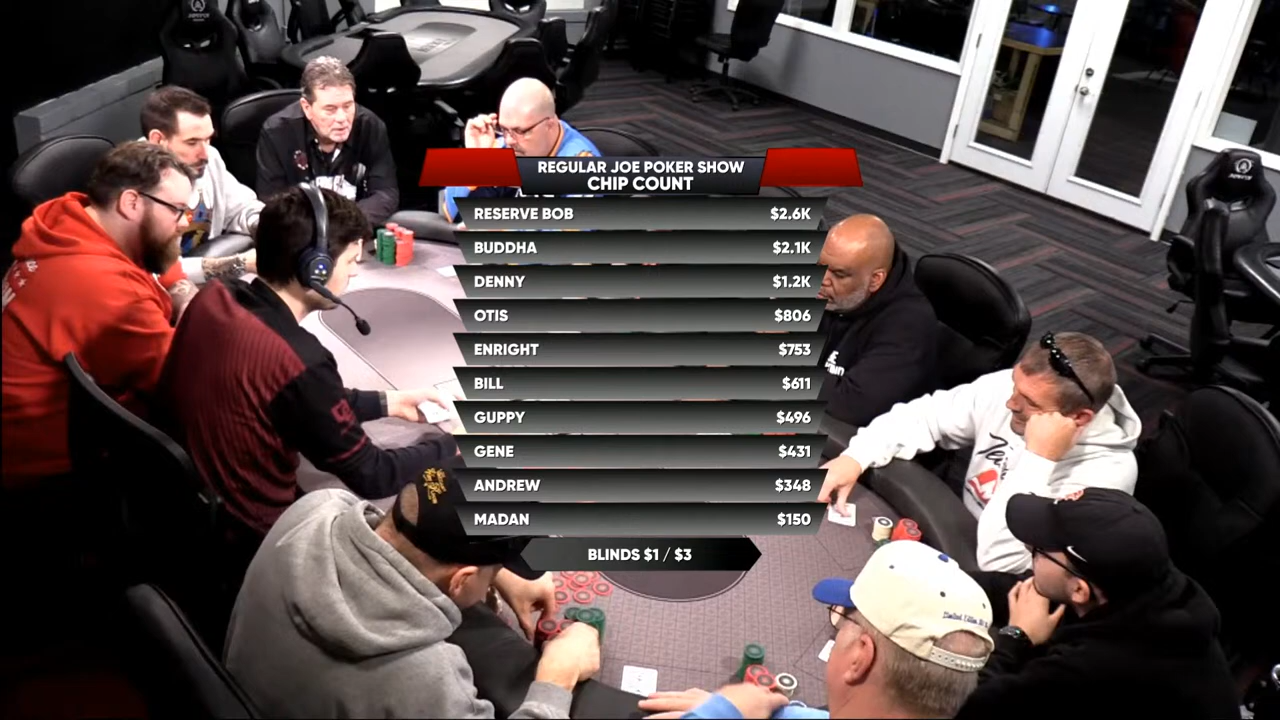 REGULAR JOE POKER SHOW
CHIP COUNT
RESERVE BOB $2.6K
BUDDHA $2.1K
DENNY $1.2K
OTIS $806
ENRIGHT $753
BILL $611
GUPPY $496
GENE $431
ANDREW $348
MADAN $150
BLINDS $1 / $3